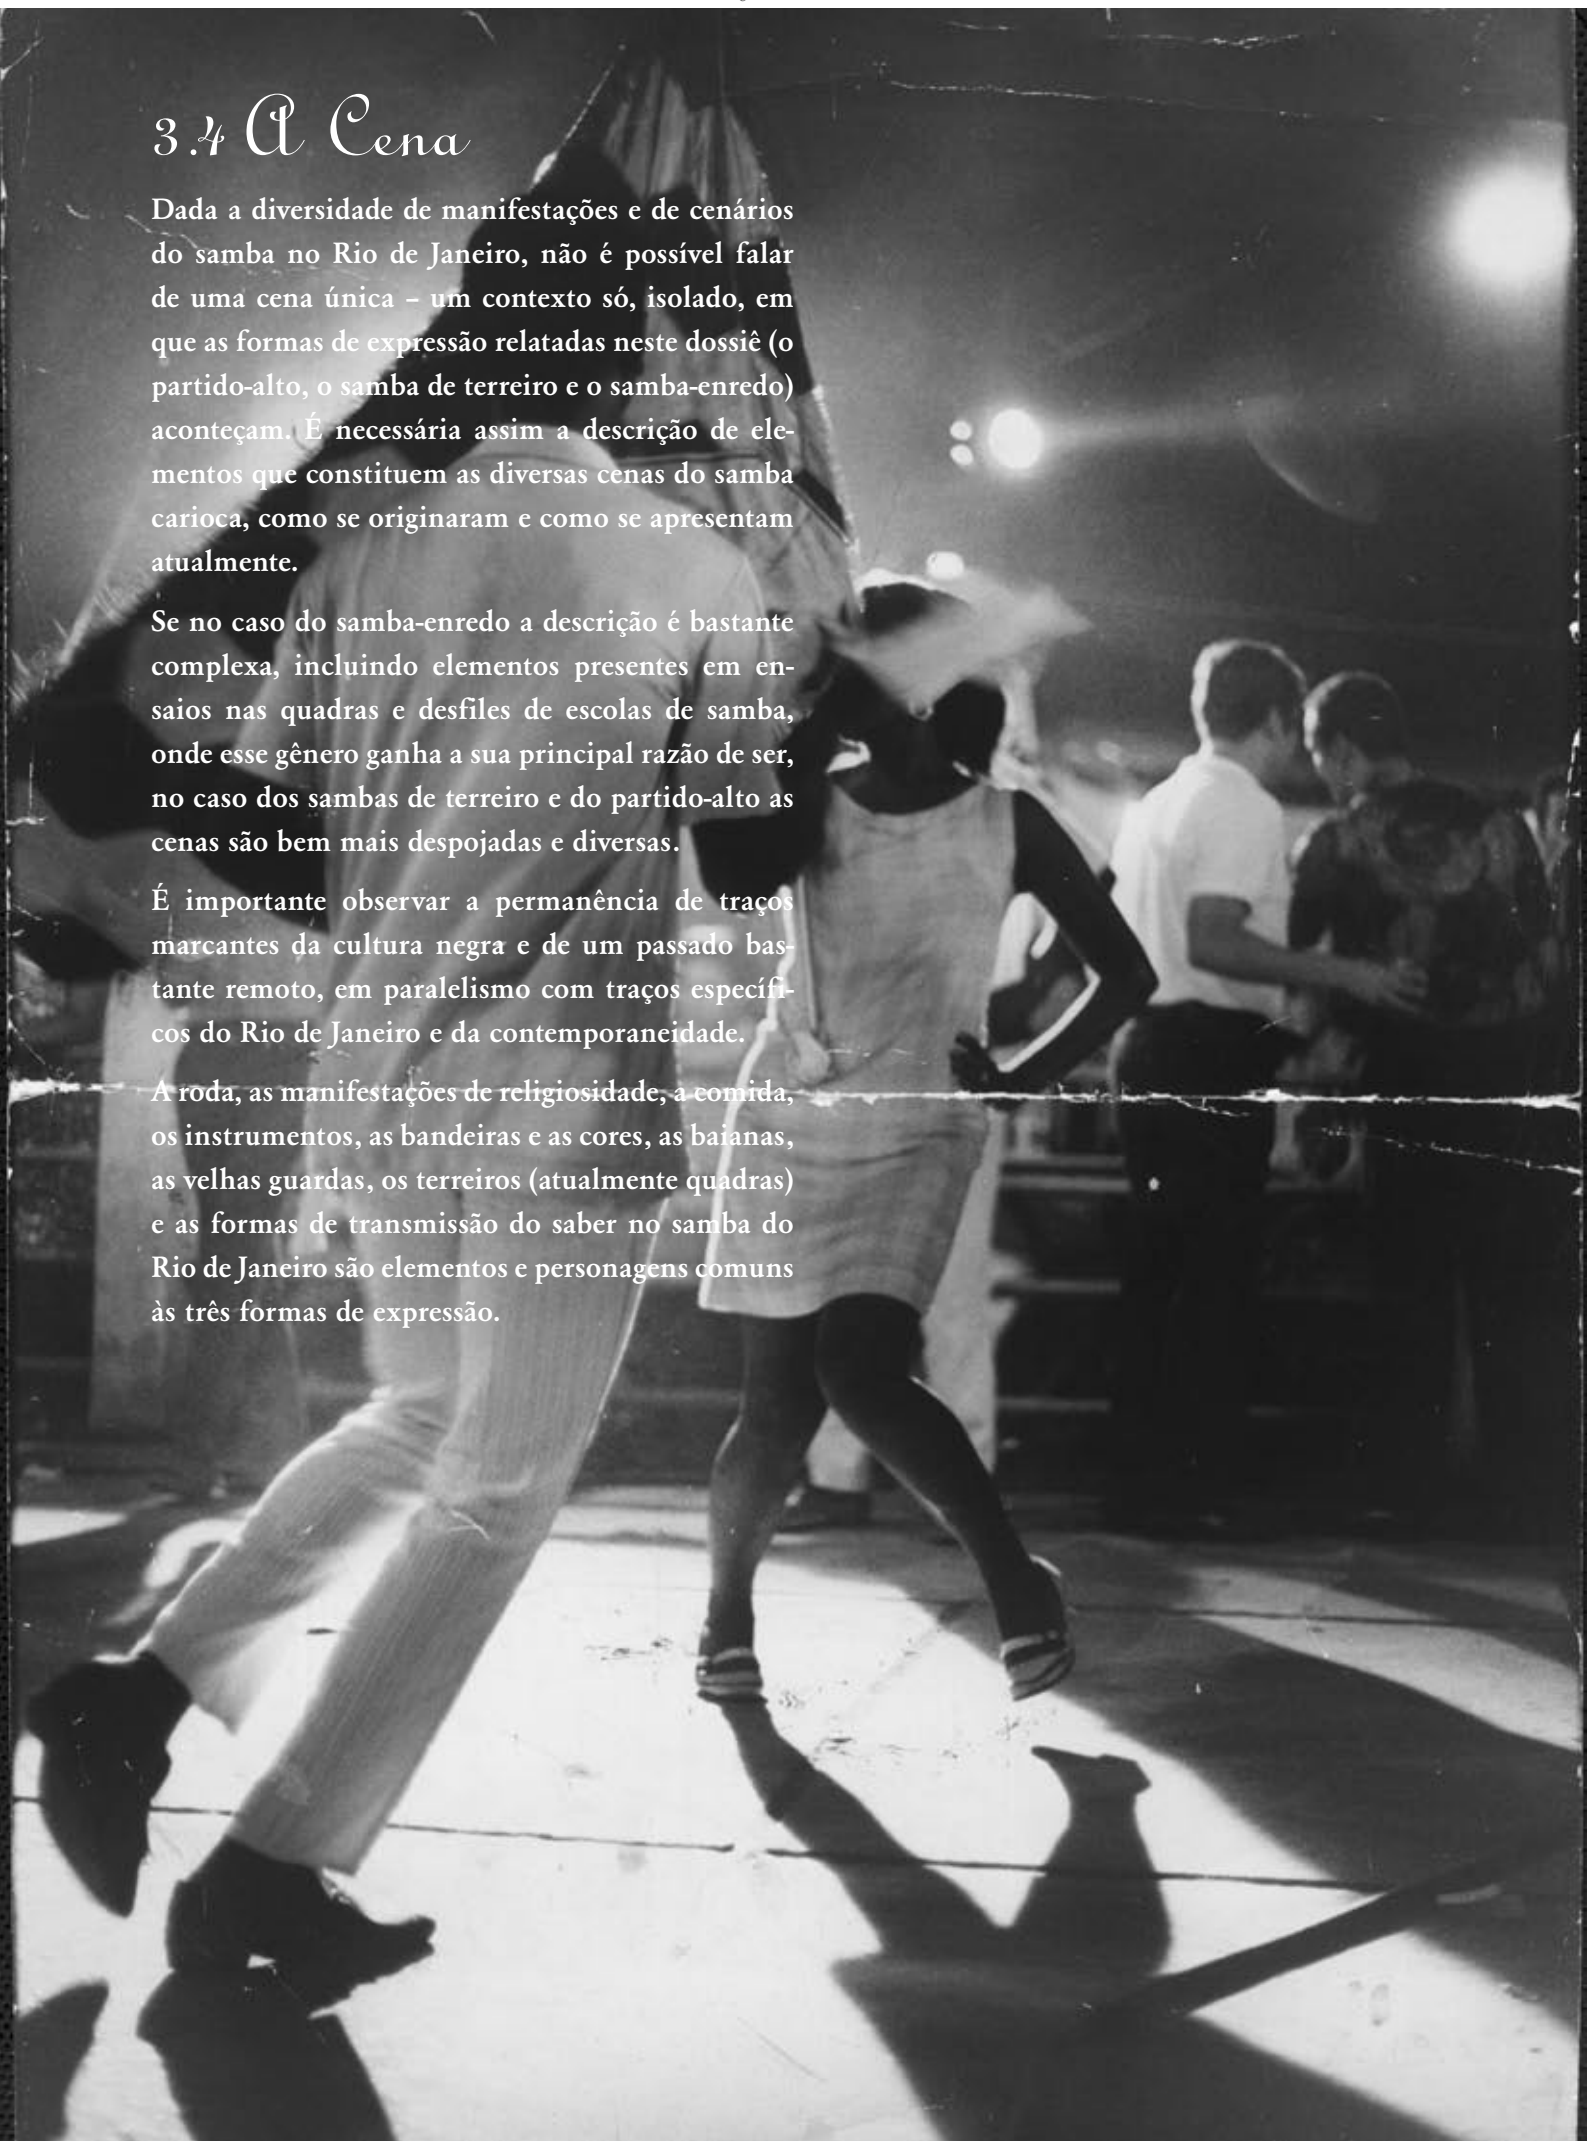 3.4 A Cena
Dada a diversidade de manifestações e de cenários
do samba no Rio de Janeiro, não é possível falar
de uma cena única – um contexto só, isolado, em
que as formas de expressão relatadas neste dossiê (o
partido-alto, o samba de terreiro e o samba-enredo)
aconteçam. É necessária assim a descrição de ele-
mentos que constituem as diversas cenas do samba
carioca, como se originaram e como se apresentam
atualmente.
Se no caso do samba-enredo a descrição é bastante
complexa, incluindo elementos presentes em en-
saios nas quadras e desfiles de escolas de samba,
onde esse gênero ganha a sua principal razão de ser,
no caso dos sambas de terreiro e do partido-alto as
cenas são bem mais despojadas e diversas.
É importante observar a permanência de traços
marcantes da cultura negra e de um passado bas-
tante remoto, em paralelismo com traços específi-
cos do Rio de Janeiro e da contemporaneidade.
A roda, as manifestações de religiosidade, a comida,
os instrumentos, as bandeiras e as cores, as baianas,
as velhas guardas, os terreiros (atualmente quadras)
e as formas de transmissão do saber no samba do
Rio de Janeiro são elementos e personagens comuns
às três formas de expressão.